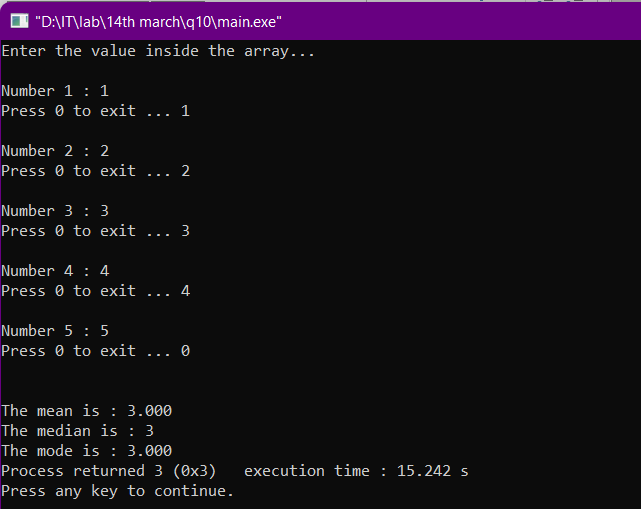 "D:\IT\lab\14th march\q10\main.exe"
Enter the value inside the array...
Number 1 : 1
Press 0 to exit ... 1
Number 2 : 2
Press 0 to exit ... 2
Number 3 : 3
Press 0 to exit ... 3
Number 4 : 4
Press 0 to exit ... 4
Number 5 : 5
Press 0 to exit ... 0
The mean is : 3.000
The median is : 3
The mode is : 3.000
Process returned 3 (0x3)   execution time : 15.242 s
Press any key to continue.